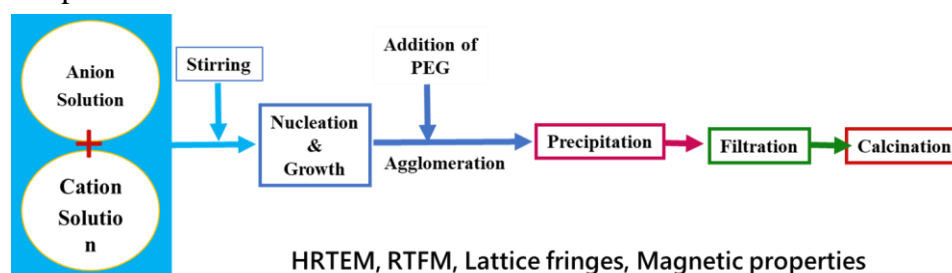 Anion
Solution
+
Cation
Solutio
n
Stirring
Nucleation
&
Growth
Addition of
PEG
Agglomeration
Precipitation
Filtration
Calcination
HRTEM, RTFM, Lattice fringes, Magnetic properties